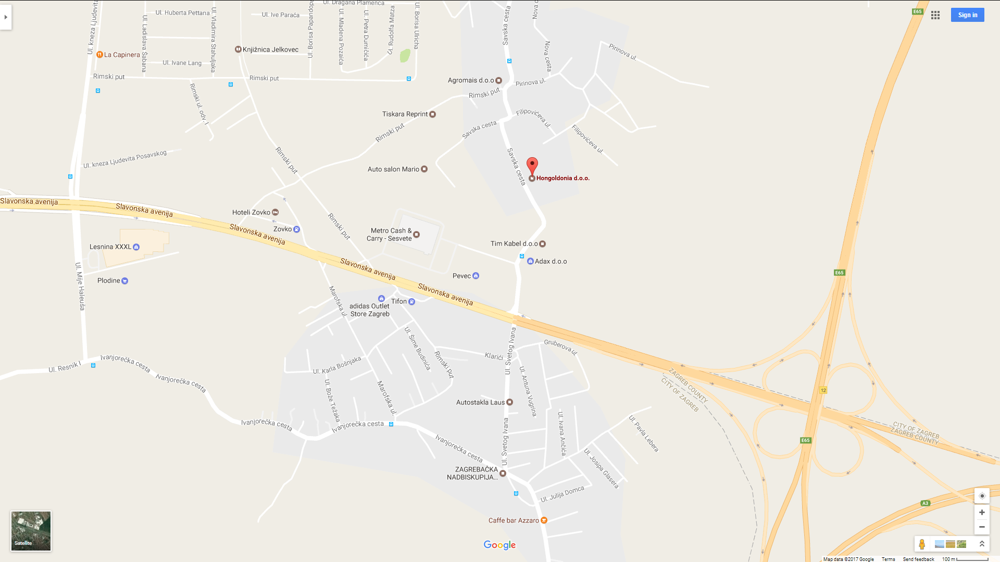 Ul. Dragana Plamenca
Ul. kneza Ljudevita
Ul. Huberta Pettana
Ul. Ladislava Šabana
Ul. Vladimira Stahuljaka
Ul. Ive Paraća
Ul. Borisa Papandopu
Ul. Mladena Pozaića
Ul. Petra Dumičića
Ul. Rudolfa Matza
Ul. Borisa Ulricha
Savska cesta
Nova c
Nova cesta
E65
Sign in
La Capinera
Knjižnica Jelkovec
Ul. Ivane Lang
Rimski put
Rimski put
Rimski ul. odv. I
Pirinova ul.
Agromais d.o.o
Pirinova ul.
Rimski put
Tiskara Reprint
Filipovićeva ul.
Savska cesta
Rimski put
Filipovićeva ul.
Ul. kneza Ljudevita Posavskog
Rimski put
Savska cesta
Auto salon Mario
Hongoldonia d.o.o.
Slavonska avenija
Slavonska avenija
Hoteli Zovko
Zovko
Slavonska avenija
Rimski put
Metro Cash &
Carry - Sesvete
Tim Kabel d.o.o
Lesnina XXXL
Adax d.o.o
Slavonska avenija
Pevec
E65
Plodine
Ul. Mije Haleuša
Slavonska avenija
Marofska ul.
adidas Outlet
Store Zagreb
Tifon
Ul. Šime Budinića
Ul. Svetog Ivana
Gruberova ul.
Klarići
Rimski put
Ul. Resnik I
Ivanjorečka cesta
Ivanjorečka cesta
Ul. Karla Bošnjaka
Ul. Bože Težaka
Marofska ul.
Ul. Antuna Vugrina
ZAGREB COUNTY
CITY OF ZAGREB
12
Autostakla Laus
Ivanjorečka cesta
Ivanjorečka cesta
Ivanjorečka cesta
Ul. Svetog Ivana
Ul. Ivana Ančića
Ul. Pavla Lebera
Ul. Josipa Glasera
CITY OF ZAGREB
ZAGREB COUNTY
E65
ZAGREBAČKA
NADBISKUPIJA...
Ul. Julija Domca
A3
Caffe bar Azzaro
Satellite
Google
Map data ©2017 Google Terms Send feedback 100 m